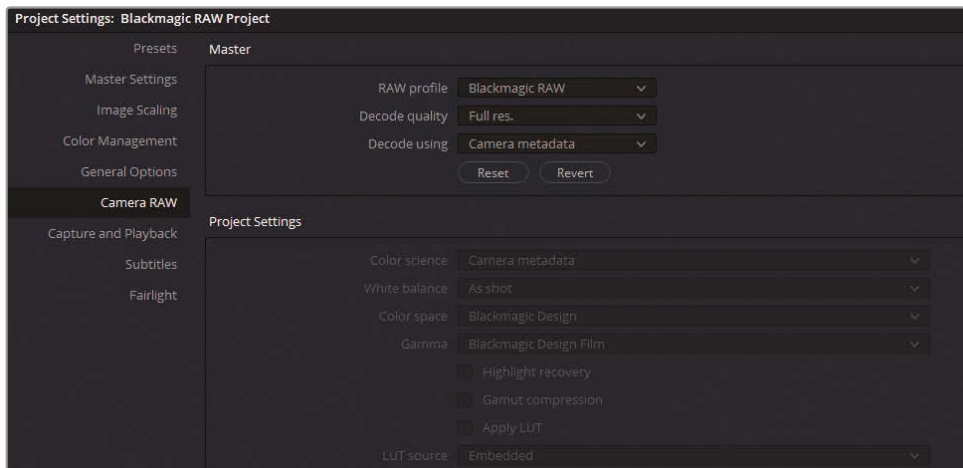 Project Settings: Blackmagic RAW Project
Presets
Master Settings
Image Scaling
Color Management
General Options
Camera RAW
Capture and Playback
Subtitles
Fairlight
Master
RAW profile Blackmagic RAW
Decode quality Full res.
Decode using Camera metadata
Reset Revert
Project Settings
Color science Camera metadata
White balance As shot
Color space Blackmagic Design
Gamma Blackmagic Design Film
Highlight recovery
Gamut compression
Apply LUT
LUT source Embedded